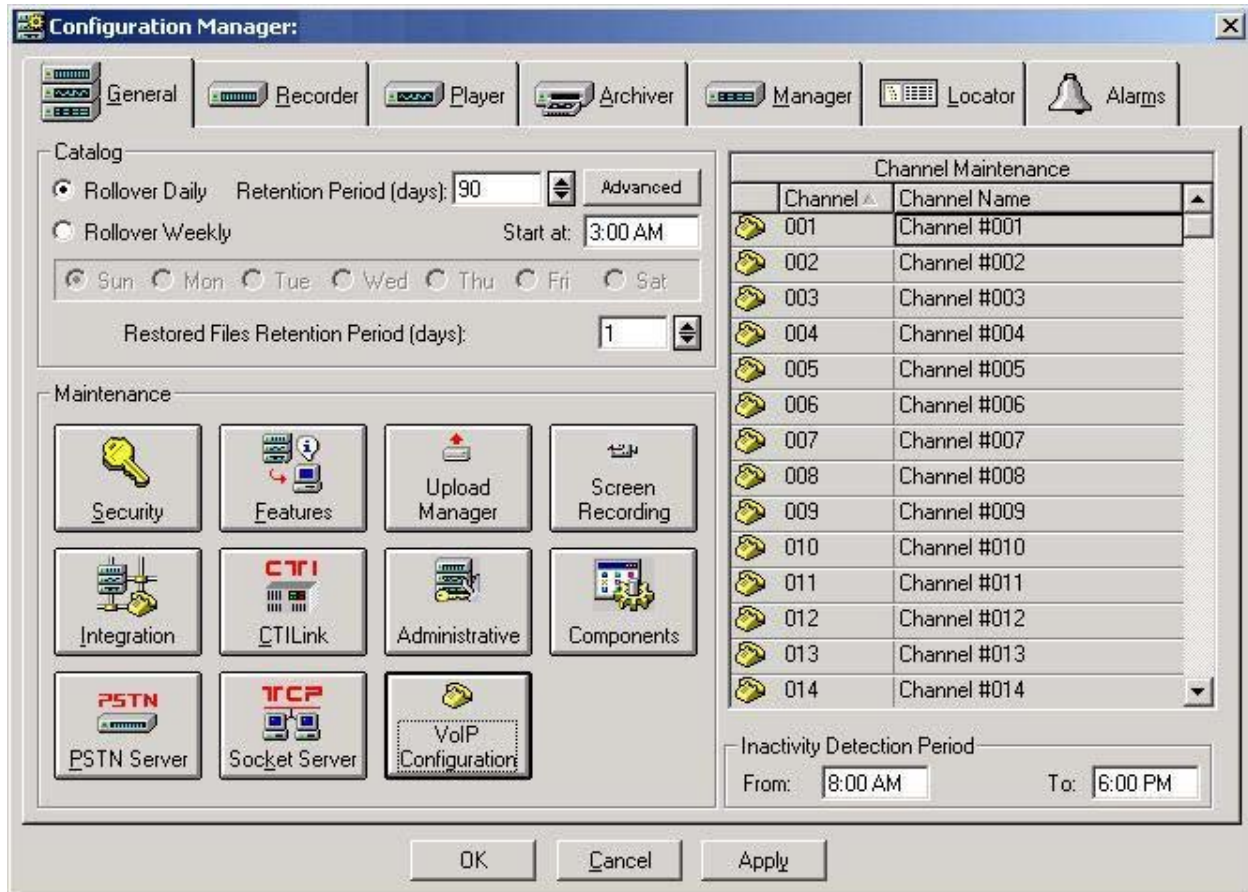 Configuration Manager:
General Recorder Player Archiver Manager Locator Alarms
Catalog
Rollover Daily Retention Period (days): 90 Advanced
Rollover Weekly Start at: 3:00 AM
Sun Mon Tue Wed Thu Fri Sat
Restored Files Retention Period (days): 1
Maintenance
Security
Features
Upload Manager
Screen Recording
Integration
CTI
CTILink
Administrative
Components
PSTN
PSTN Server
TCP
Socket Server
VoIP Configuration
Channel Maintenance
Channel Channel Name
001 Channel #001
002 Channel #002
003 Channel #003
004 Channel #004
005 Channel #005
006 Channel #006
007 Channel #007
008 Channel #008
009 Channel #009
010 Channel #010
011 Channel #011
012 Channel #012
013 Channel #013
014 Channel #014
Inactivity Detection Period
From: 8:00 AM To: 6:00 PM
OK Cancel Apply